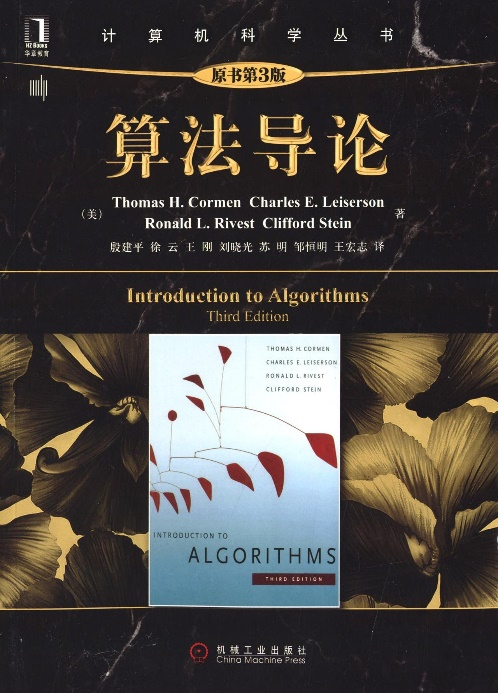 HZ Books
华章教育
计算机科学丛书
原书第3版
算法导论
(美)
Thomas H. Cormen Charles E. Leiserson
Ronald L. Rivest Clifford Stein
著
殷建平 徐云 王刚 刘晓光 苏明 邹恒明 王宏志 译
Introduction to Algorithms
Third Edition
THOMAS H. CORMEN
CHARLES E. LEISERSON
RONALD L. RIVEST
CLIFFORD STEIN
INTRODUCTION TO
ALGORITHMS
THIRD EDITION
机械工业出版社
China Machine Press